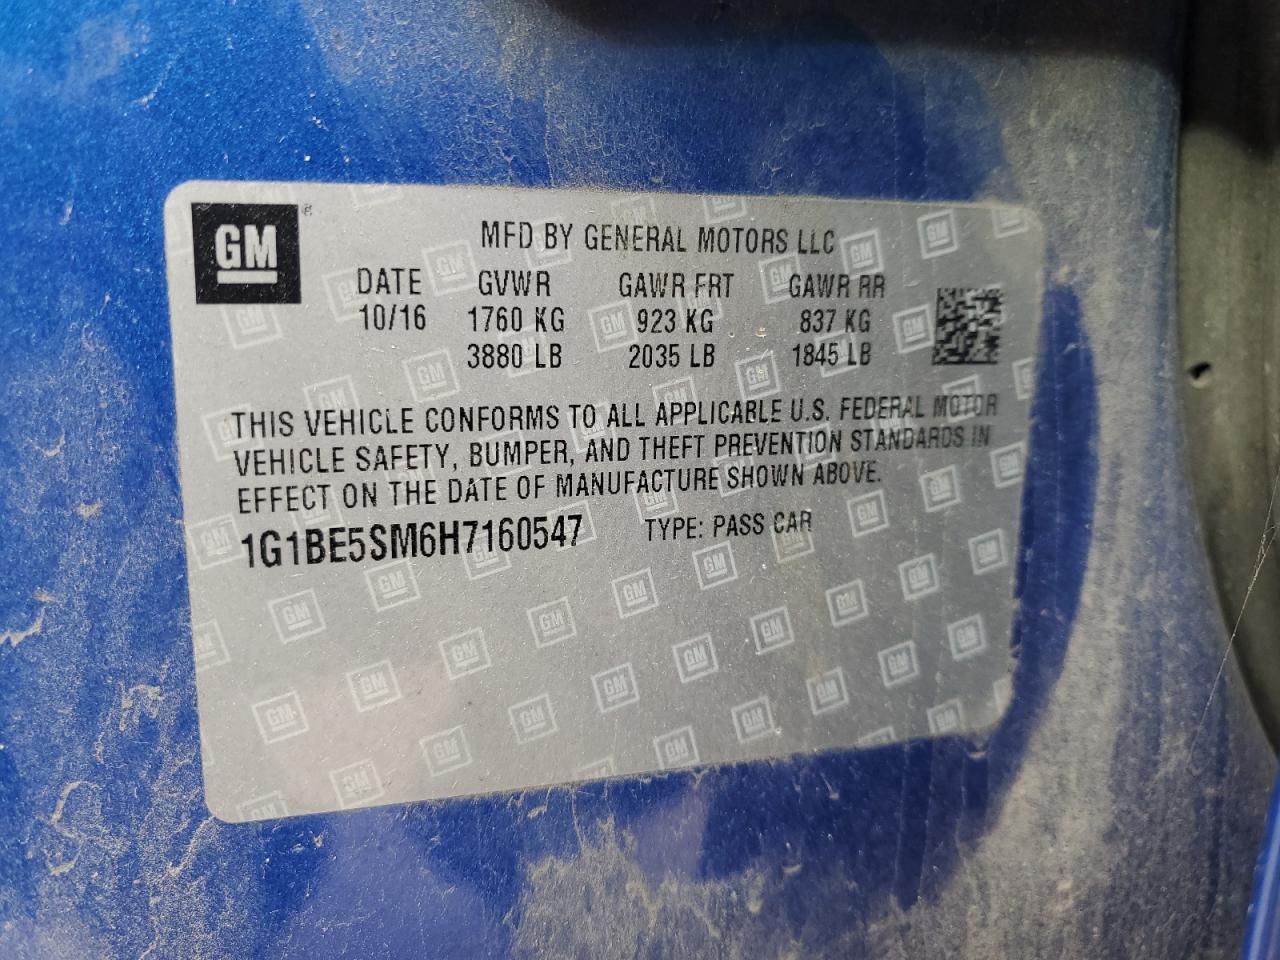 GM
MFD BY GENERAL MOTORS LLC
DATE GVWR GAWR FRT GAWR RR
10/16 1760 KG 923 KG 837 KG
3880 LB 2035 LB 1845 LB
THIS VEHICLE CONFORMS TO ALL APPLICABLE U.S. FEDERAL MOTOR
VEHICLE SAFETY, BUMPER, AND THEFT PREVENTION STANDARDS IN
EFFECT ON THE DATE OF MANUFACTURE SHOWN ABOVE.
1G1BE5SM6H7160547 TYPE: PASS CAR